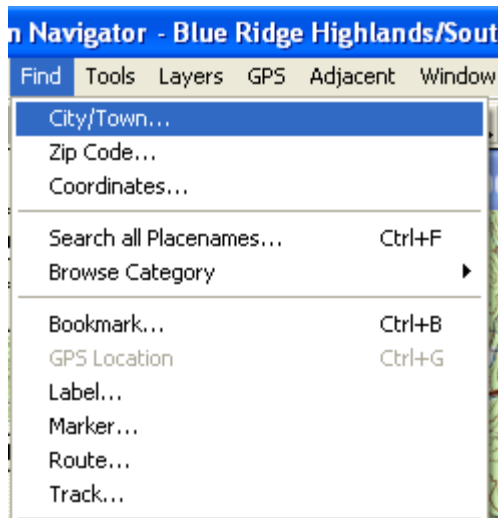 n Navigator - Blue Ridge Highlands/Sout
Find Tools Layers GPS Adjacent Window
City/Town...
Zip Code...
Coordinates...
Search all Placenames... Ctrl+F
Browse Category
Bookmark... Ctrl+B
GPS Location Ctrl+G
Label...
Marker...
Route...
Track...